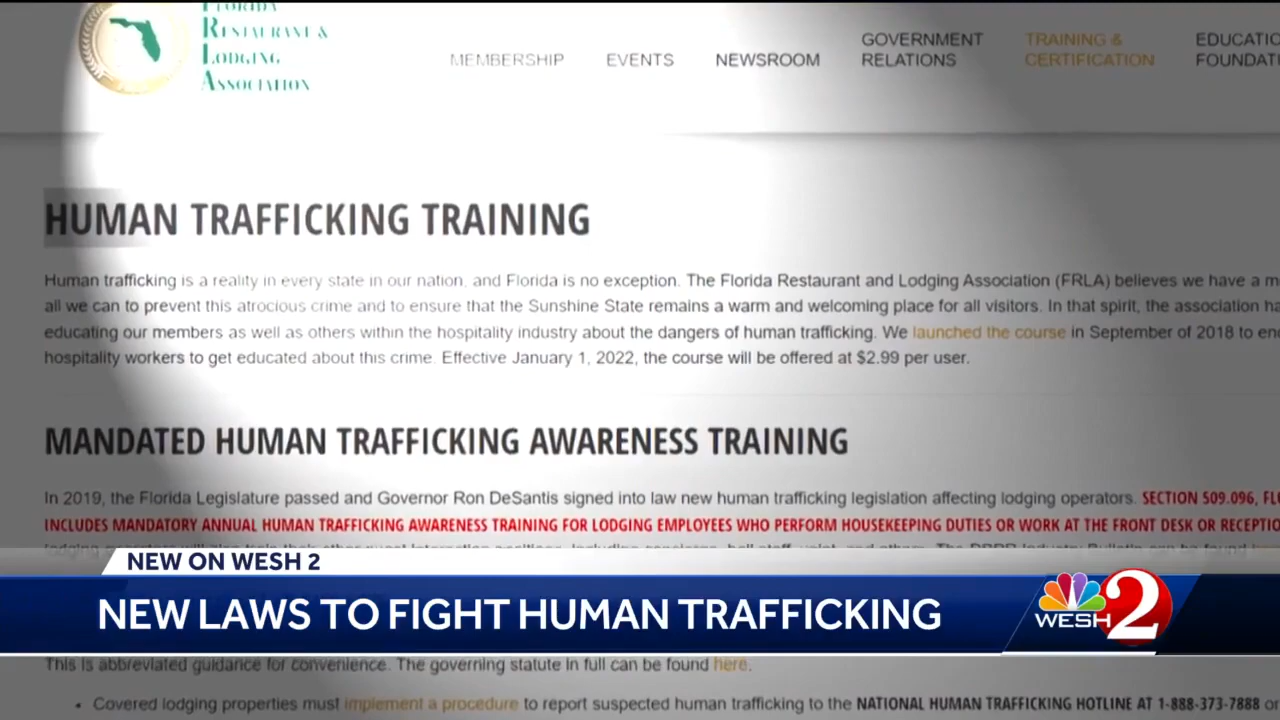 FLORIDA
RESTAURANT &
LODGING
ASSOCIATION
MEMBERSHIP
EVENTS
NEWSROOM
GOVERNMENT
RELATIONS
TRAINING &
CERTIFICATION
EDUCATIO
FOUNDAT
HUMAN TRAFFICKING TRAINING
Human trafficking is a reality in every state in our nation, and Florida is no exception. The Florida Restaurant and Lodging Association (FRLA) believes we have a m
all we can to prevent this atrocious crime and to ensure that the Sunshine State remains a warm and welcoming place for all visitors. In that spirit, the association ha
educating our members as well as others within the hospitality industry about the dangers of human trafficking. We launched the course in September of 2018 to en
hospitality workers to get educated about this crime. Effective January 1, 2022, the course will be offered at $2.99 per user.
MANDATED HUMAN TRAFFICKING AWARENESS TRAINING
In 2019, the Florida Legislature passed and Governor Ron DeSantis signed into law new human trafficking legislation affecting lodging operators. SECTION 509.096, FL
INCLUDES MANDATORY ANNUAL HUMAN TRAFFICKING AWARENESS TRAINING FOR LODGING EMPLOYEES WHO PERFORM HOUSEKEEPING DUTIES OR WORK AT THE FRONT DESK OR RECEPTIO
NEW ON WESH 2
NEW LAWS TO FIGHT HUMAN TRAFFICKING
WESH 2
This is abbreviated guidance for convenience. The governing statute in full can be found here.
• Covered lodging properties must implement a procedure to report suspected human trafficking to the NATIONAL HUMAN TRAFFICKING HOTLINE AT 1-888-373-7888 or